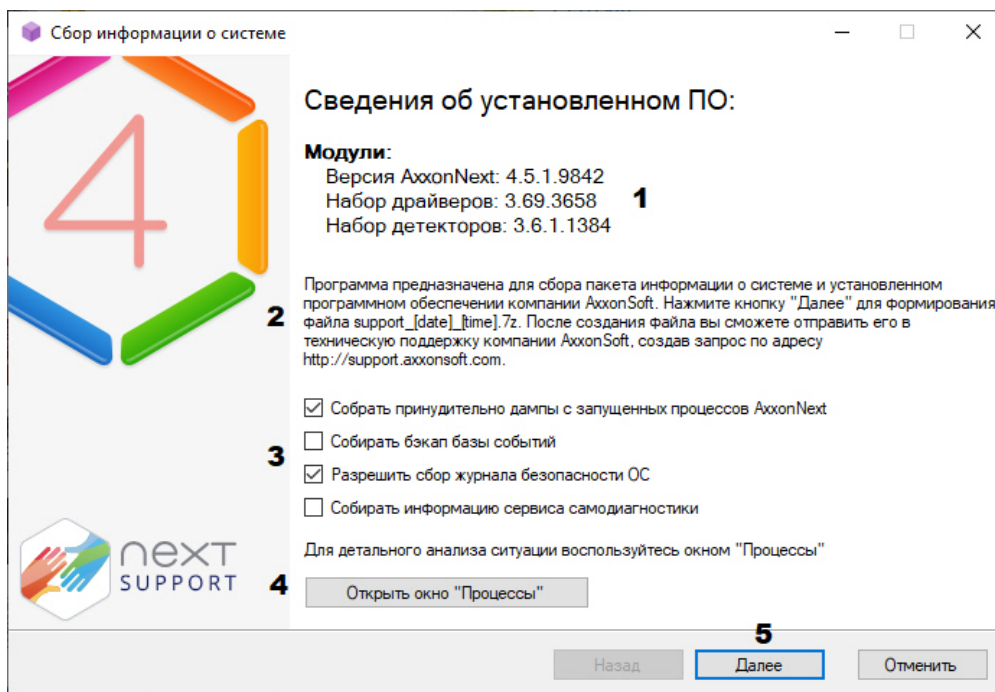 Сбор информации о системе
4
Сведения об установленном ПО:
Модули:
Версия AxxonNext: 4.5.1.9842
Набор драйверов: 3.69.3658
1
Набор детекторов: 3.6.1.1384
Программа предназначена для сбора пакета информации о системе и установленном
2
программном обеспечении компании AxxonSoft. Нажмите кнопку "Далее" для формирования
файла support_[date]_[time].7z. После создания файла вы сможете отправить его в
техническую поддержку компании AxxonSoft, создав запрос по адресу
http://support.axxonsoft.com.
Собрать принудительно дампы с запущенных процессов AxxonNext
Собирать бэкап базы событий
3
Разрешить сбор журнала безопасности ОС
Собирать информацию сервиса самодиагностики
next
SUPPORT
Для детального анализа ситуации воспользуйтесь окном "Процессы"
4
Открыть окно "Процессы"
5
Назад
Далее
Отменить